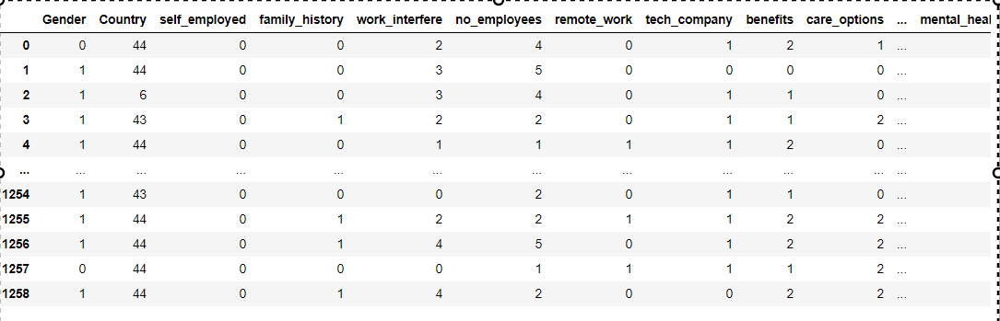 Gender Country self_employed family_history work_interfere no_employees remote_work tech_company benefits care_options ... mental_heal
0 0 44 0 0 2 4 0 1 2 1 ...
1 1 44 0 0 3 5 0 0 0 0 ...
2 1 6 0 0 3 4 0 1 1 0 ...
3 1 43 0 1 2 2 0 1 1 2 ...
4 1 44 0 0 1 1 1 1 2 0 ...
... ... ... ... ... ... ... ... ... ... ... ...
1254 1 43 0 0 0 2 0 1 1 0 ...
1255 1 44 0 1 2 2 1 1 2 2 ...
1256 1 44 0 1 4 5 0 1 2 2 ...
1257 0 44 0 0 0 1 1 1 1 2 ...
1258 1 44 0 1 4 2 0 0 2 2 ...